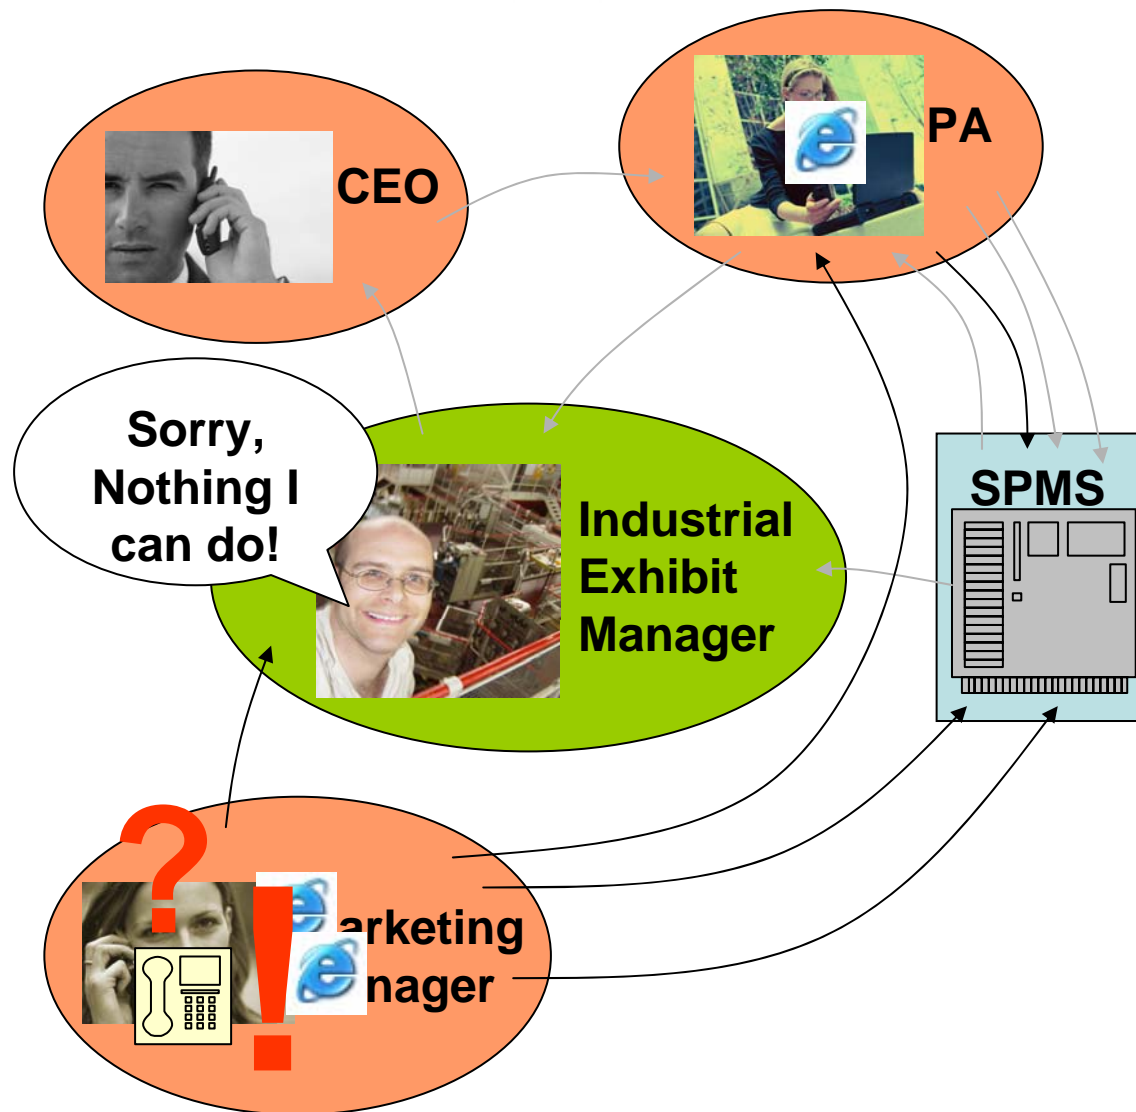 CEO
PA
Sorry,
Nothing I
can do!
Industrial
Exhibit
Manager
SPMS
?
!
arketing
nager